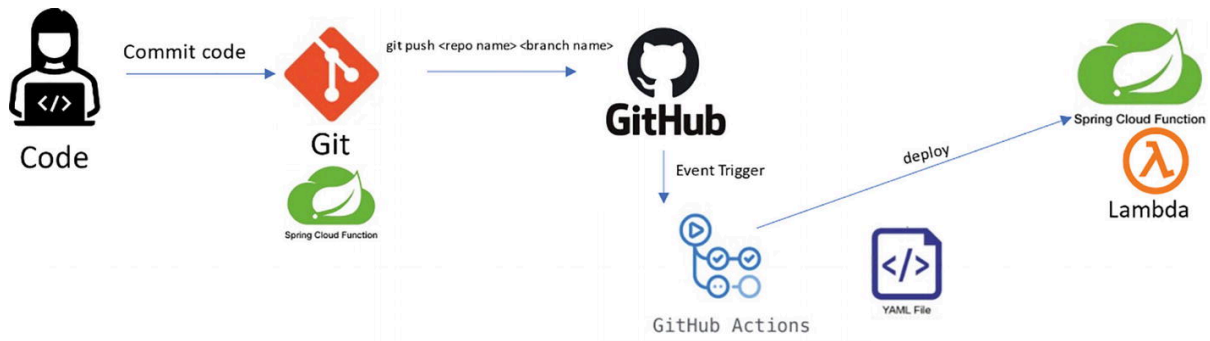 Commit code
git push <repo name> <branch name>
</>
Code
Git
GitHub
Spring Cloud Function
Spring Cloud Function
λ
Lambda
Event Trigger
deploy
</>
YAML File
GitHub Actions